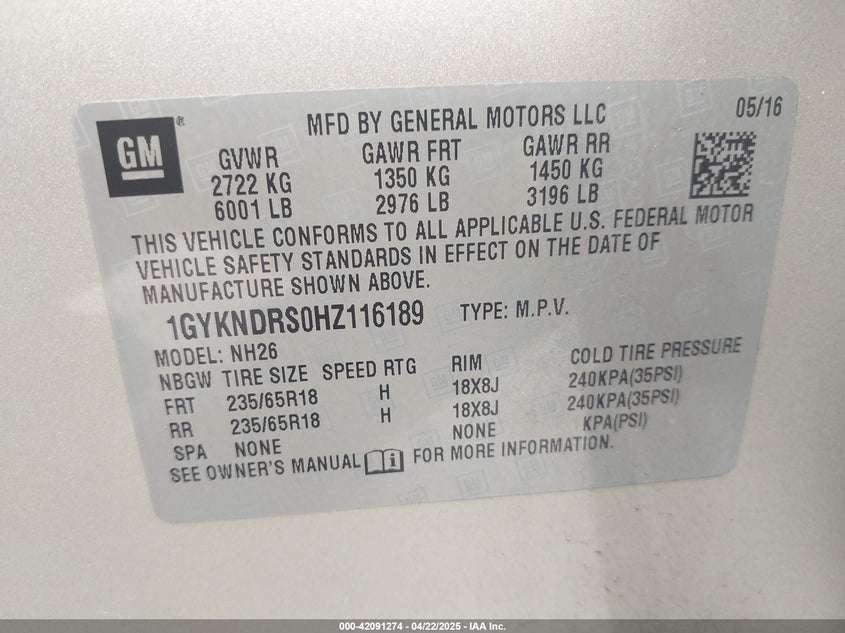 GM ®
MFD BY GENERAL MOTORS LLC 05/16
GVWR GAWR FRT GAWR RR
2722 KG 1350 KG 1450 KG
6001 LB 2976 LB 3196 LB
THIS VEHICLE CONFORMS TO ALL APPLICABLE U.S. FEDERAL MOTOR
VEHICLE SAFETY STANDARDS IN EFFECT ON THE DATE OF
MANUFACTURE SHOWN ABOVE.
1GYKNDRS0HZ116189 TYPE: M.P.V.
MODEL: NH26
NBGW TIRE SIZE SPEED RTG RIM COLD TIRE PRESSURE
FRT 235/65R18 H 18X8J 240KPA(35PSI)
RR 235/65R18 H 18X8J 240KPA(35PSI)
SPA NONE NONE KPA(PSI)
SEE OWNER'S MANUAL i FOR MORE INFORMATION.
000-42091274 | 04/22/2025 - IAA Inc.